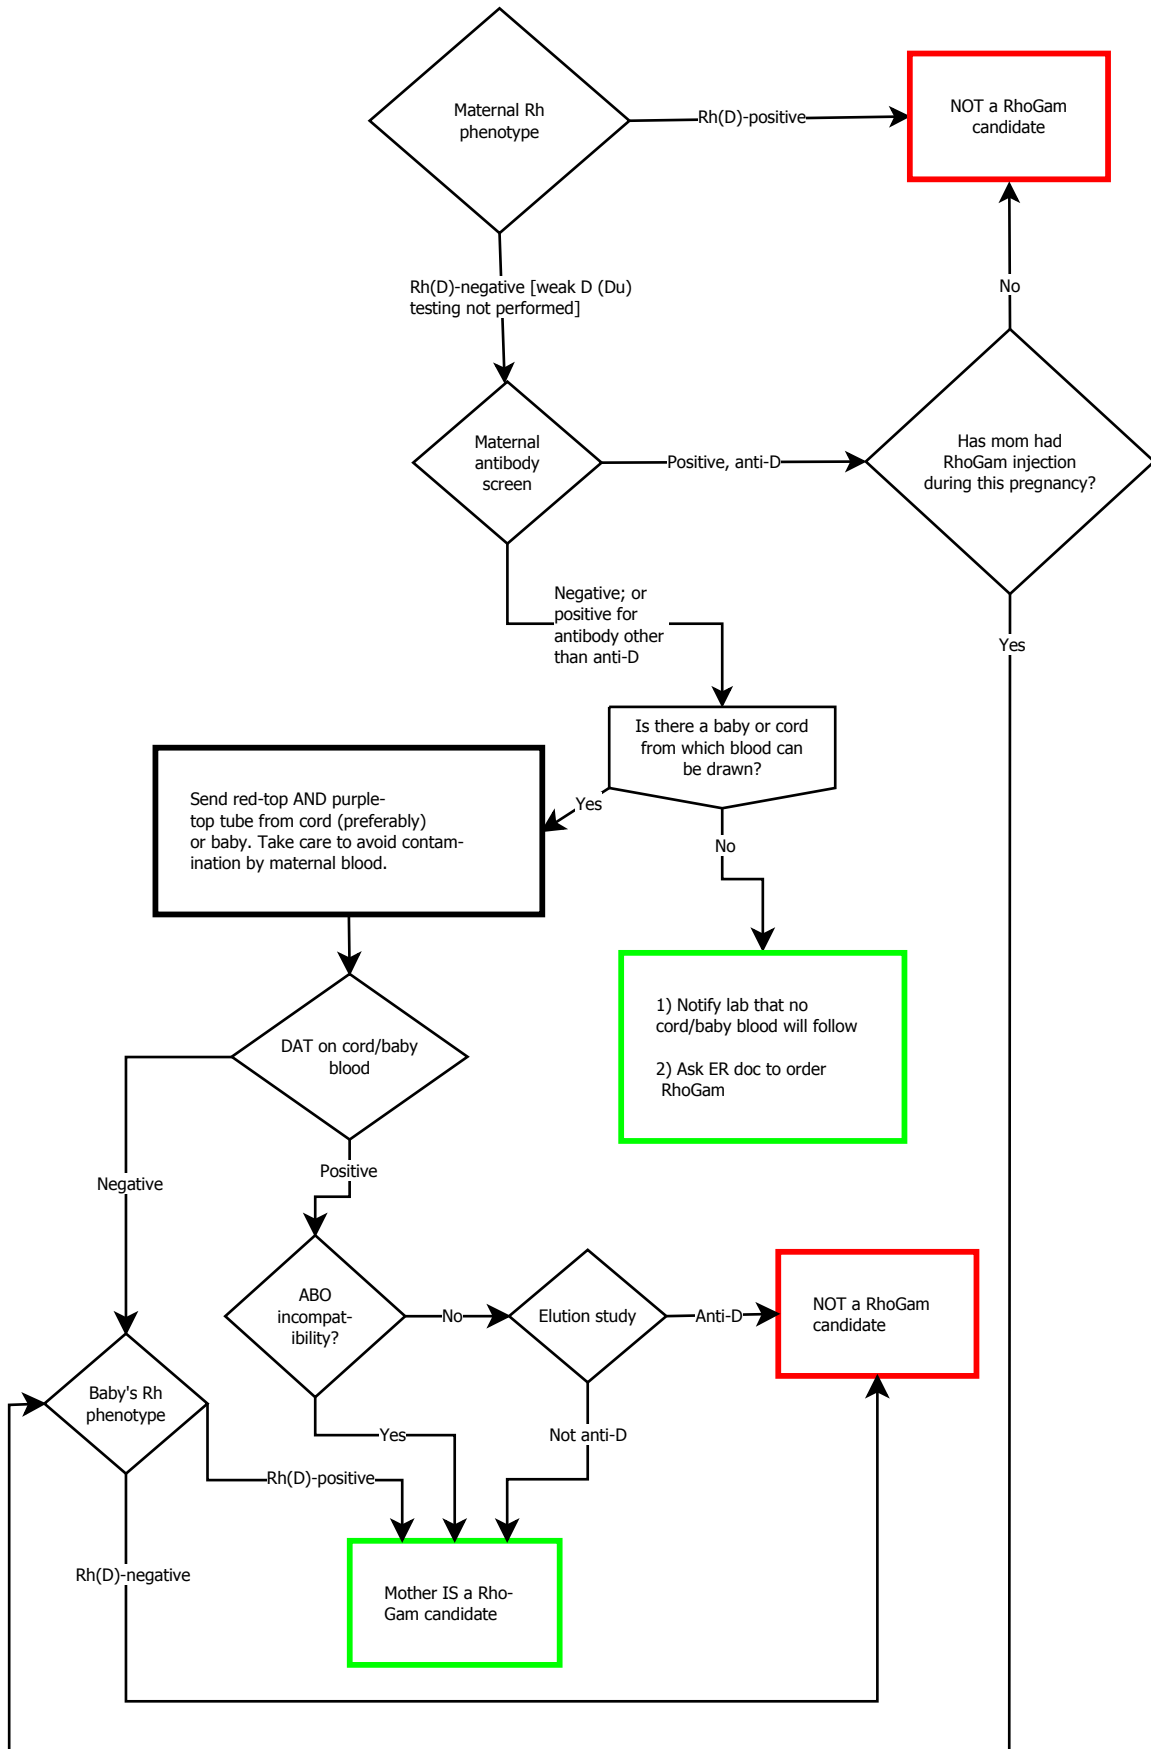 Maternal Rh
phenotype
Rh(D)-positive
NOT a RhoGam
candidate
Rh(D)-negative [weak D (Du)
testing not performed]
No
Maternal
antibody
screen
Positive, anti-D
Has mom had
RhoGam injection
during this pregnancy?
Negative; or
positive for
antibody other
than anti-D
Yes
Is there a baby or cord
from which blood can
be drawn?
Yes
No
Send red-top AND purple-
top tube from cord (preferably)
or baby. Take care to avoid contam-
ination by maternal blood.
1) Notify lab that no
cord/baby blood will follow
2) Ask ER doc to order
RhoGam
DAT on cord/baby
blood
Negative
Positive
ABO
incompat-
ibility?
No
Elution study
Anti-D
NOT a RhoGam
candidate
Baby's Rh
phenotype
Yes
Not anti-D
Rh(D)-positive
Rh(D)-negative
Mother IS a Rho-
Gam candidate